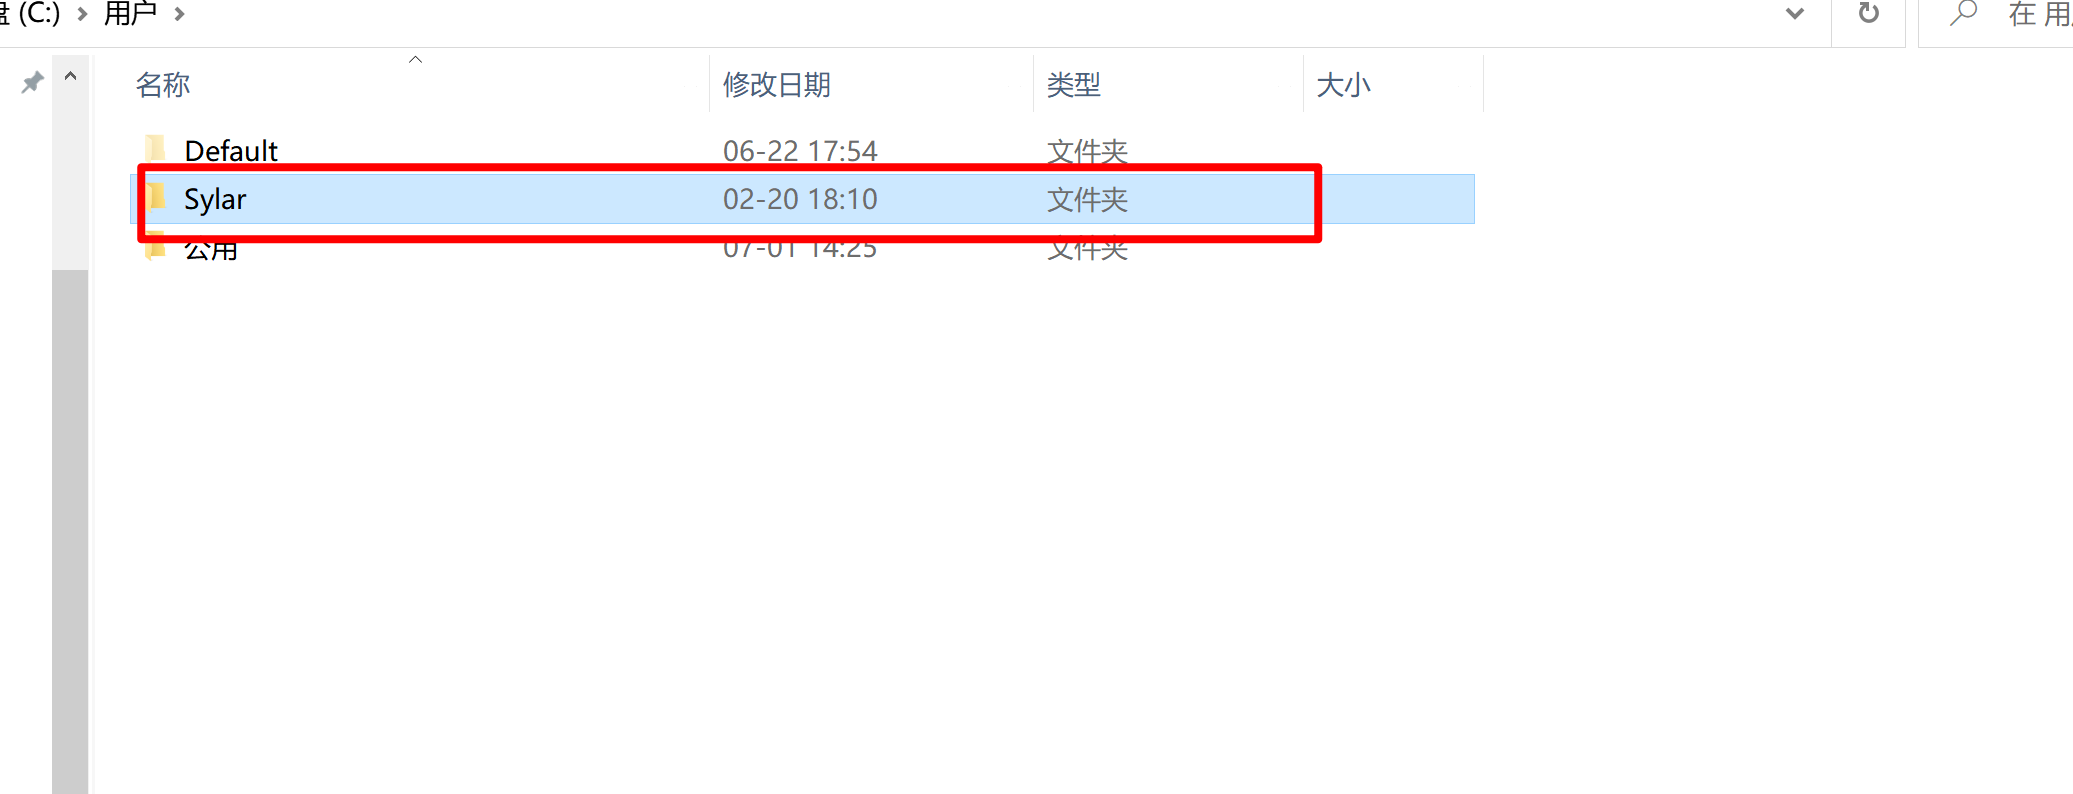 盘 (C:) › 用户 ›
在 用
名称 修改日期 类型 大小
Default 06-22 17:54 文件夹
Sylar 02-20 18:10 文件夹
公用 07-01 14:25 文件夹